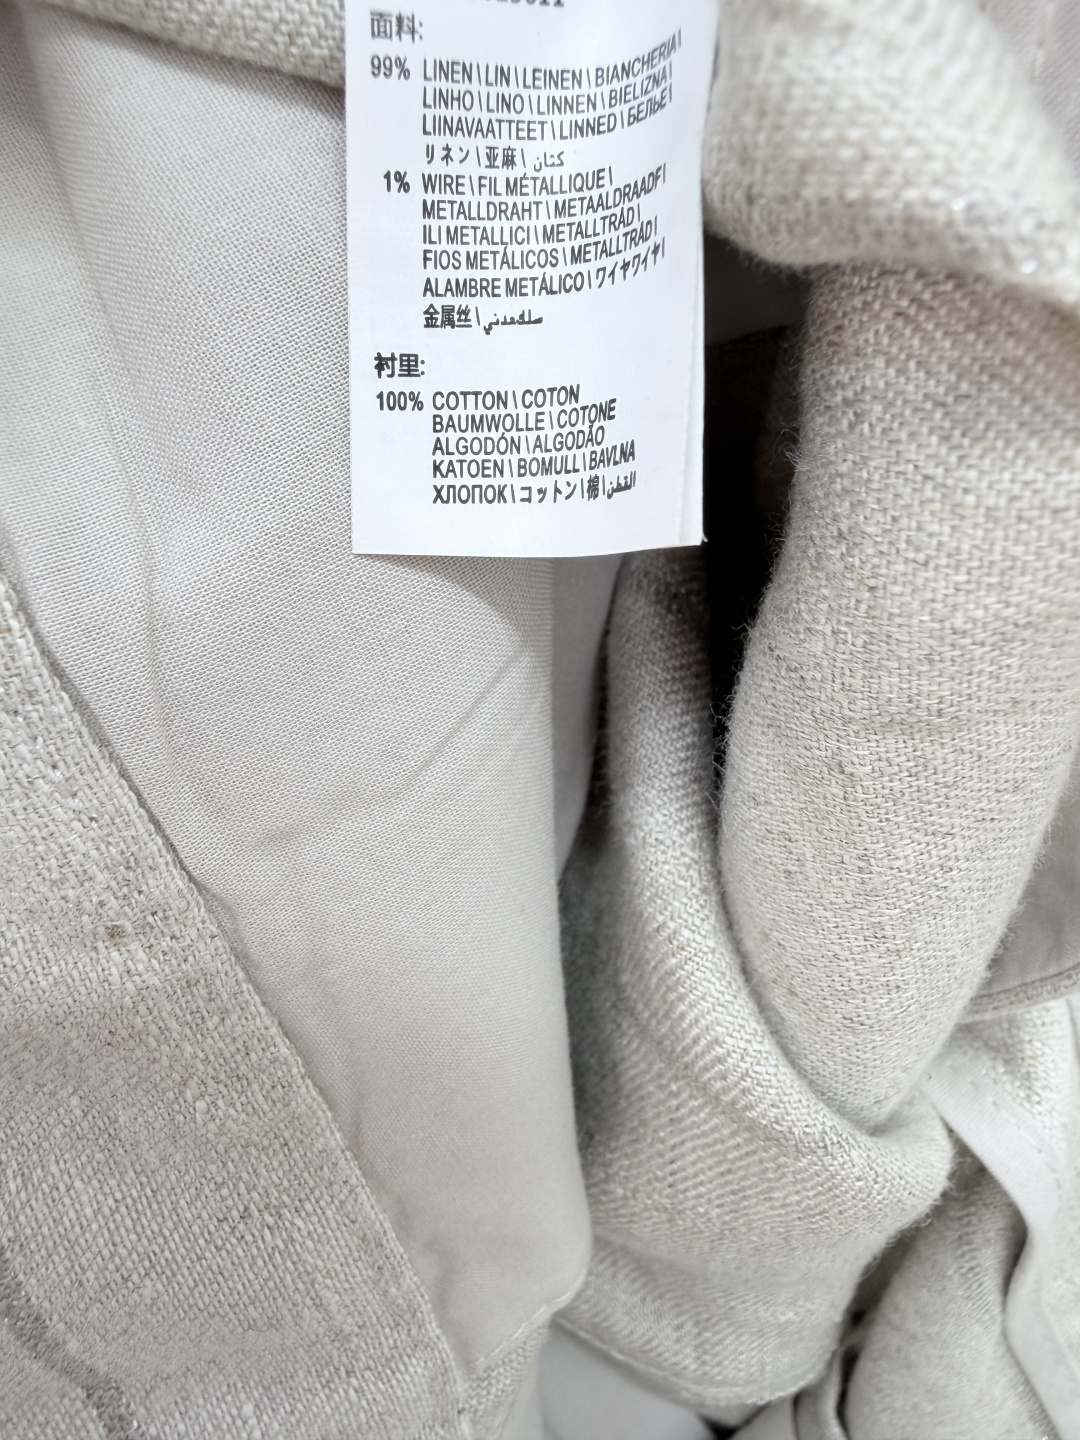 面料:
99% LINEN \ LIN \ LEINEN \ BIANCHERIA \
LINHO \ LINO \ LINNEN \ BIELIZNA \
LIINAVAATTEET \ LINNED \ БЕЛЬЕ \
リネン \ 亚麻 \ كتان
1% WIRE \ FIL MÉTALLIQUE \
METALLDRAHT \ METAALDRAADF \
ILI METALLICI \ METALLTRÅD \
FIOS METÁLICOS \ METALLTRÅD \
ALAMBRE METÁLICO \ ワイヤワイヤ \
金属丝 \ سلك معدني
衬里:
100% COTTON \ COTON
BAUMWOLLE \ COTONE
ALGODÓN \ ALGODÃO
KATOEN \ BOMULL \ BAVLNA
ХЛОПОК \ コットン \ 棉 \ القطن